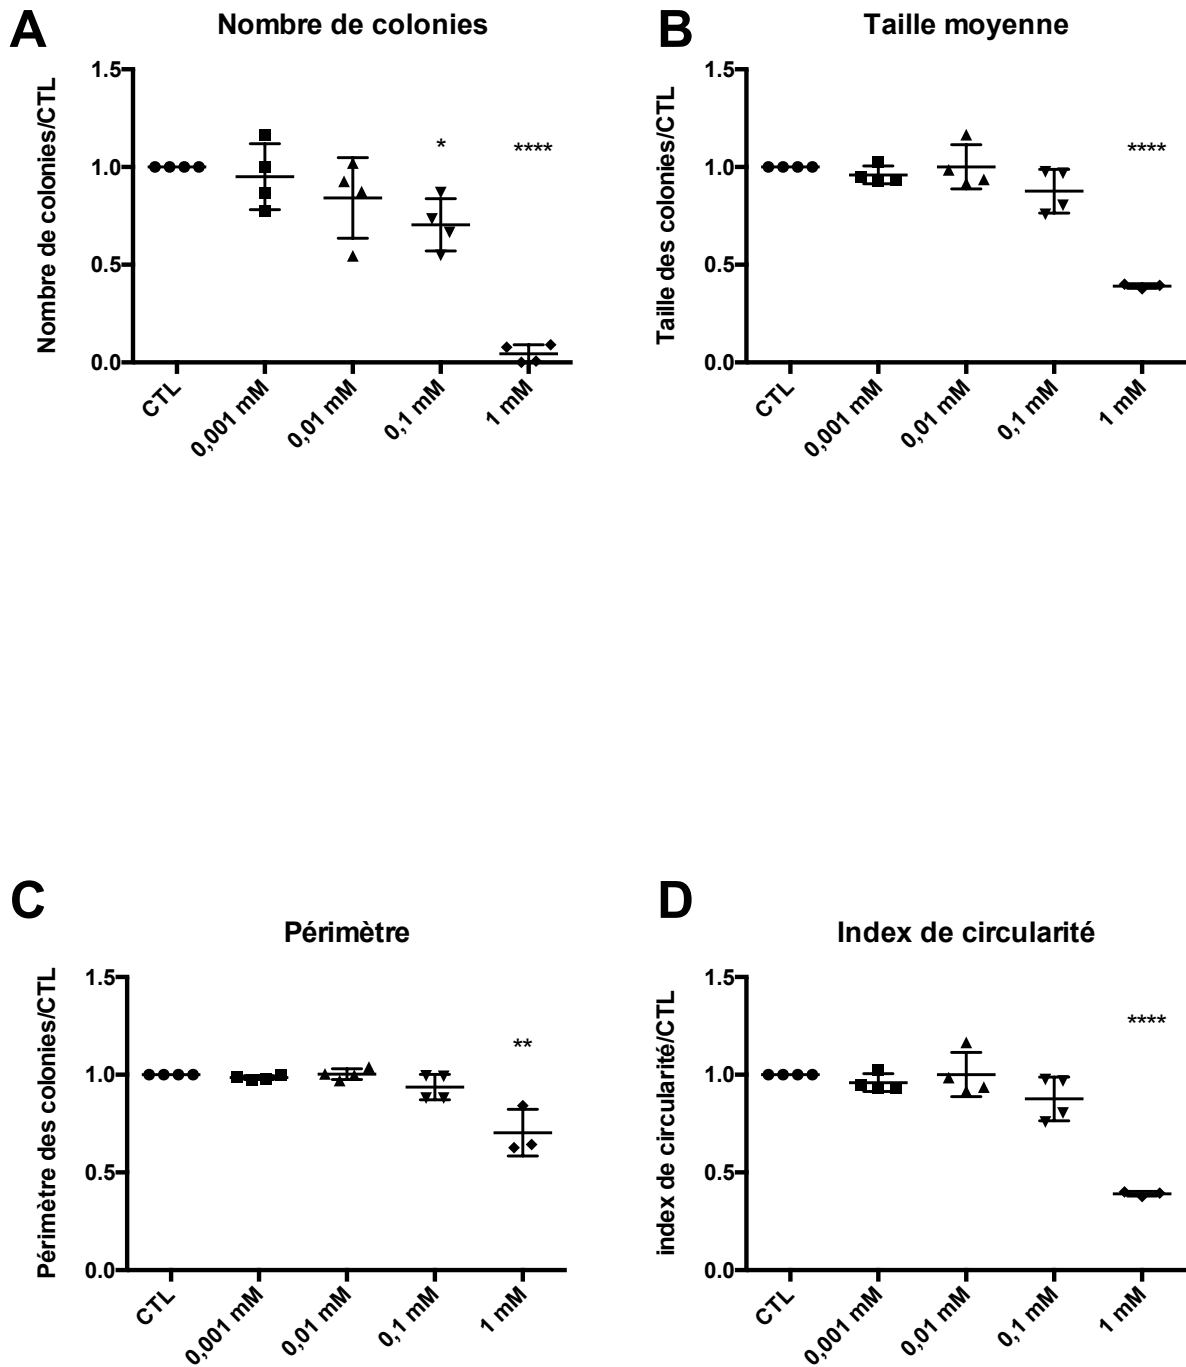 A
Nombre de colonies
Nombre de colonies/CTL
1.5
1.0
0.5
0.0
*
****
CTL
0,001 mM
0,01 mM
0,1 mM
1 mM
B
Taille moyenne
Taille des colonies/CTL
1.5
1.0
0.5
0.0
****
CTL
0,001 mM
0,01 mM
0,1 mM
1 mM
C
Périmètre
Périmètre des colonies/CTL
1.5
1.0
0.5
0.0
**
CTL
0,001 mM
0,01 mM
0,1 mM
1 mM
D
Index de circularité
index de circularité/CTL
1.5
1.0
0.5
0.0
****
CTL
0,001 mM
0,01 mM
0,1 mM
1 mM